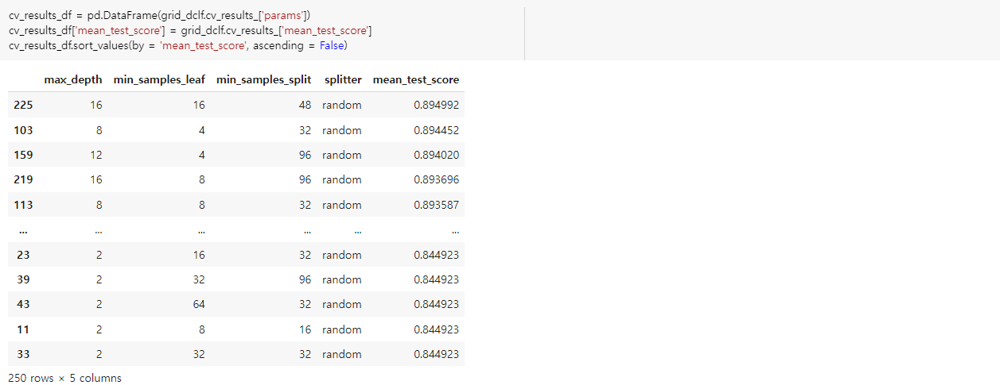 cv_results_df = pd.DataFrame(grid_dclf.cv_results_['params'])
cv_results_df['mean_test_score'] = grid_dclf.cv_results_['mean_test_score']
cv_results_df.sort_values(by = 'mean_test_score', ascending = False)
max_depth min_samples_leaf min_samples_split splitter mean_test_score
225 16 16 48 random 0.894992
103 8 4 32 random 0.894452
159 12 4 96 random 0.894020
219 16 8 96 random 0.893696
113 8 8 32 random 0.893587
... ... ... ... ... ...
23 2 16 32 random 0.844923
39 2 32 96 random 0.844923
43 2 64 32 random 0.844923
11 2 8 16 random 0.844923
33 2 32 32 random 0.844923
250 rows × 5 columns